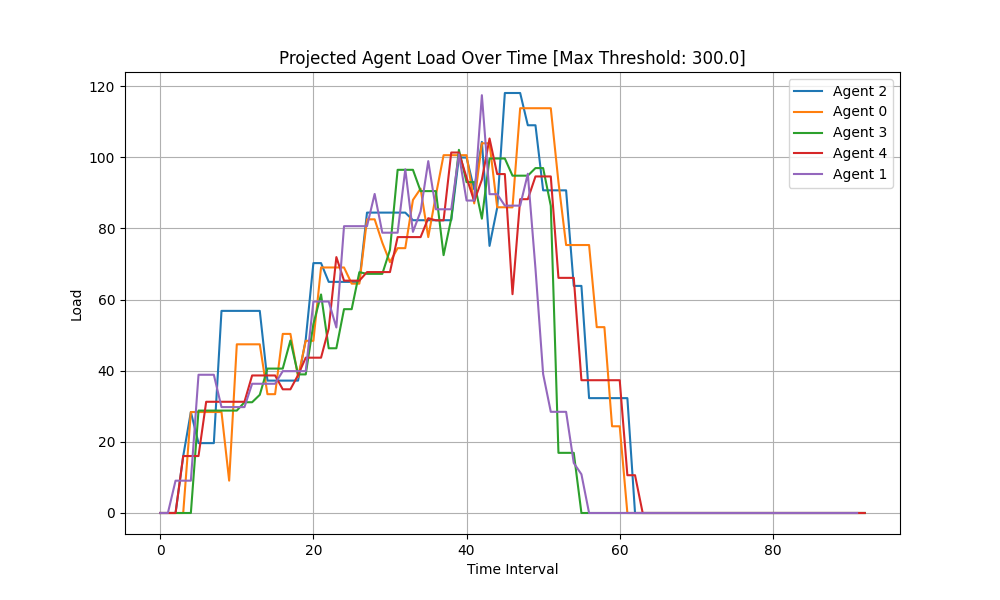 Projected Agent Load Over Time [Max Threshold: 300.0]
Load
120
100
80
60
40
20
0
Agent 2
Agent 0
Agent 3
Agent 4
Agent 1
0
20
40
60
80
Time Interval